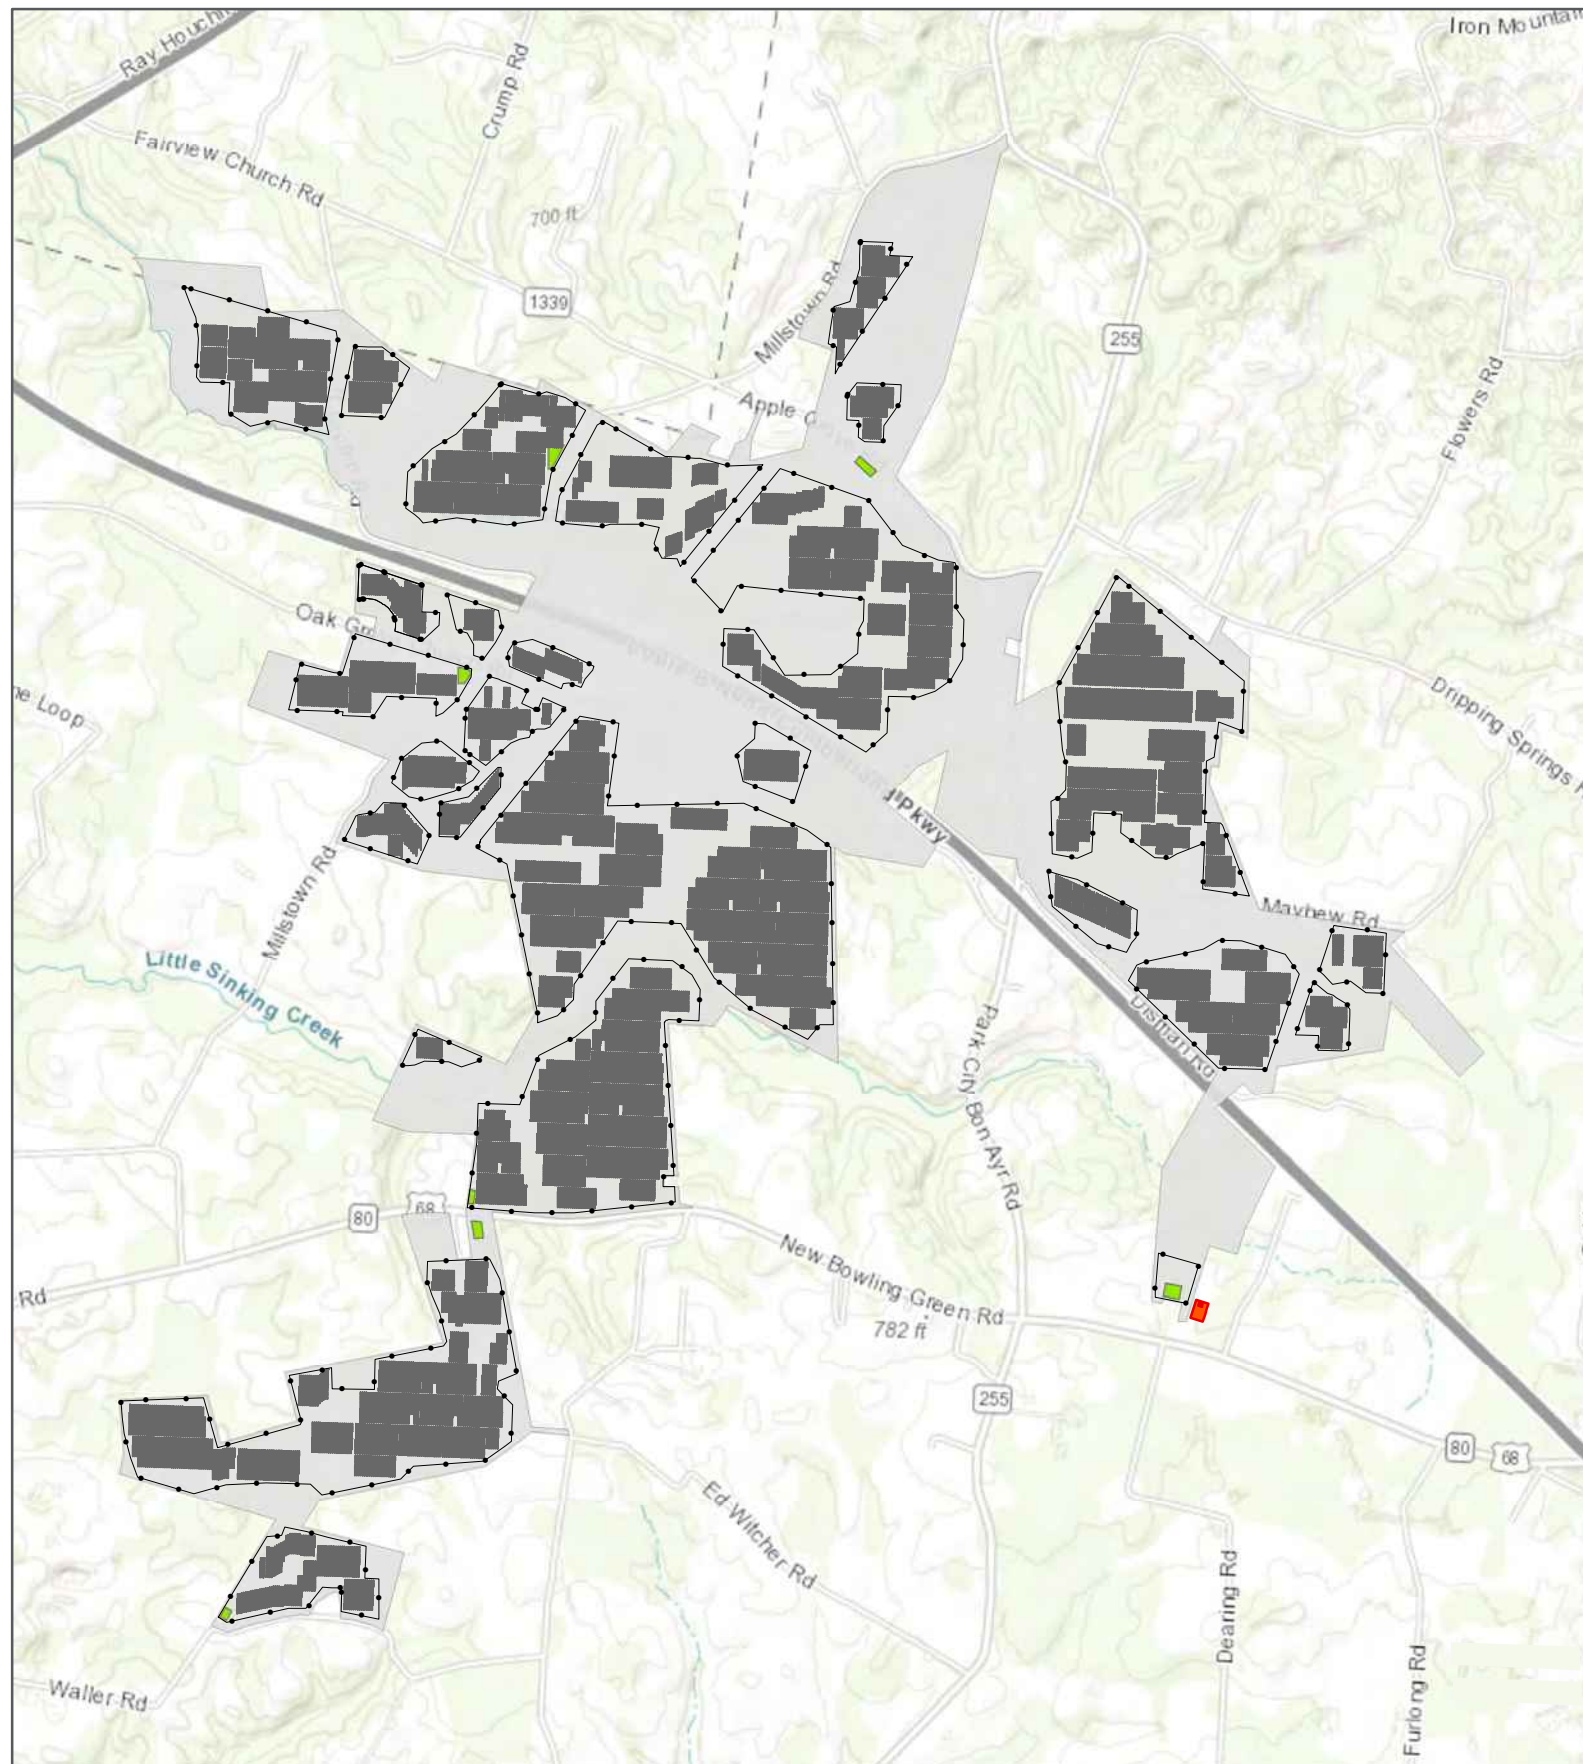 Iron Mountain
Ray Houchin
Crump Rd
Fairview Church Rd
700 ft
1339
Millstown Rd
255
Apple
Flowers Rd
Oak Gr
Dripping Springs
ne Loop
Pkwy
Millstown Rd
Mayhew Rd
Little Sinking Creek
Disman Rd
Park City Bon Ayr Rd
80
68
New Bowling Green Rd
Rd
782 ft
255
80
68
Ed Witcher Rd
Dearing Rd
Furlong Rd
Waller Rd